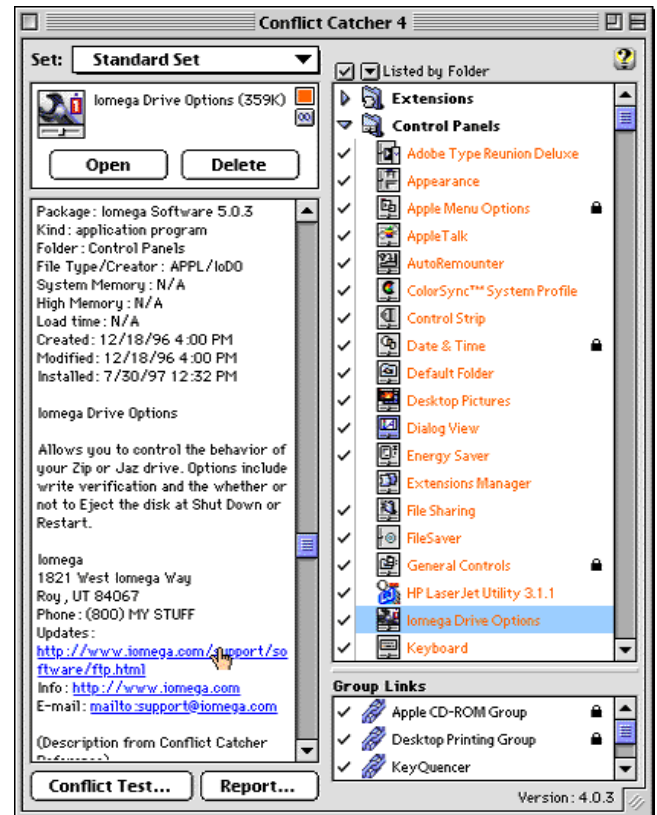 Conflict Catcher 4
Set: Standard Set
Iomega Drive Options (359K)
Open
Delete
Package: Iomega Software 5.0.3
Kind: application program
Folder: Control Panels
File Type/Creator: APPL/IoDO
System Memory: N/A
High Memory: N/A
Load time: N/A
Created: 12/18/96 4:00 PM
Modified: 12/18/96 4:00 PM
Installed: 7/30/97 12:32 PM
Iomega Drive Options
Allows you to control the behavior of
your Zip or Jaz drive. Options include
write verification and the whether or
not to Eject the disk at Shut Down or
Restart.
Iomega
1821 West Iomega Way
Roy, UT 84067
Phone: (800) MY STUFF
Updates:
http://www.iomega.com/support/so
ftware/ftp.html
Info: http://www.iomega.com
E-mail: mailto:support@iomega.com
(Description from Conflict Catcher
Conflict Test...
Report...
Listed by Folder
Extensions
Control Panels
Adobe Type Reunion Deluxe
Appearance
Apple Menu Options
AppleTalk
AutoRemounter
ColorSync™ System Profile
Control Strip
Date & Time
Default Folder
Desktop Pictures
Dialog View
Energy Saver
Extensions Manager
File Sharing
FileSaver
General Controls
HP LaserJet Utility 3.1.1
Iomega Drive Options
Keyboard
Group Links
Apple CD-ROM Group
Desktop Printing Group
KeyQuencer
Version: 4.0.3